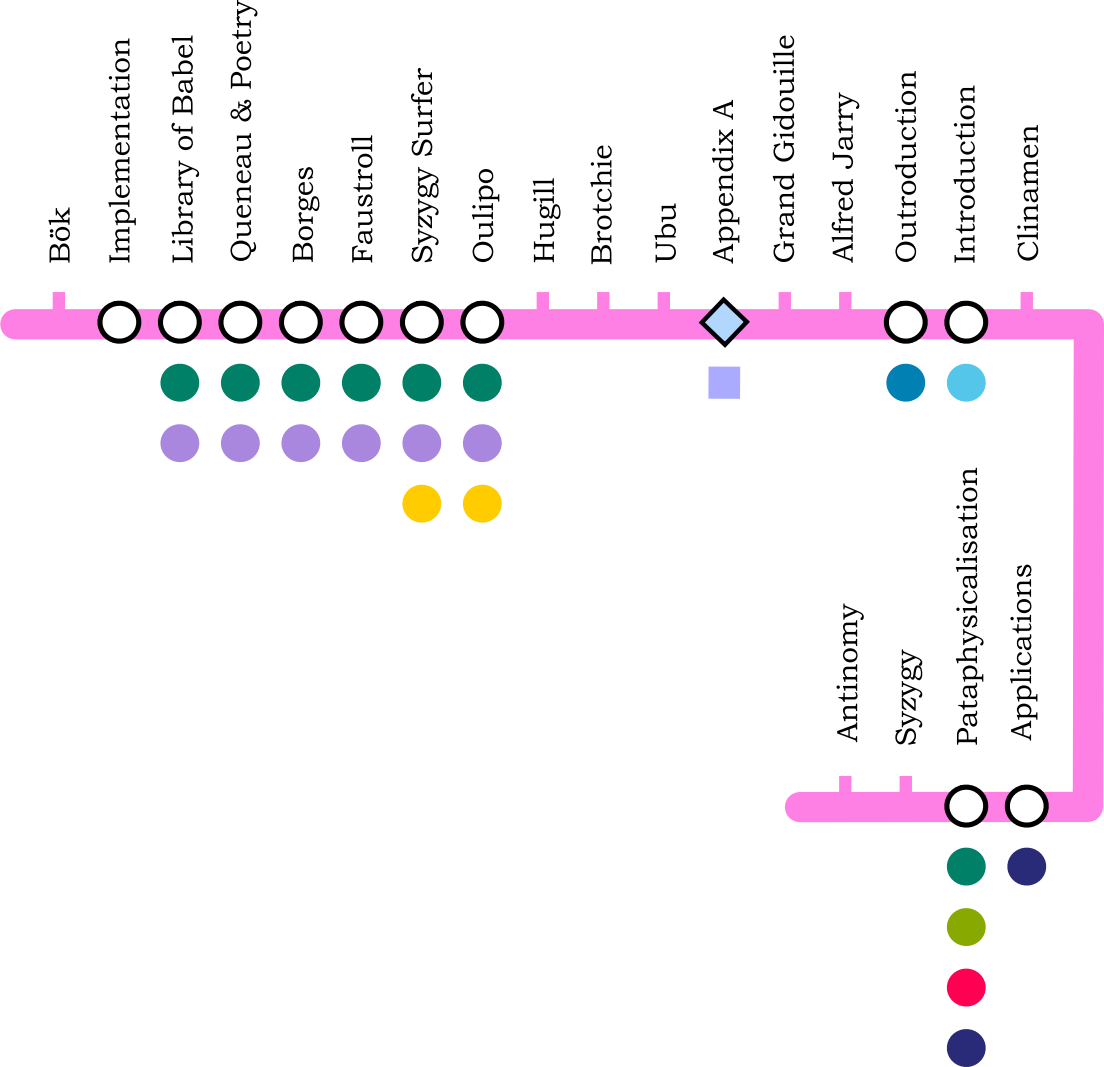 Bök
Implementation
Library of Babel
Queneau & Poetry
Borges
Faustroll
Syzygy Surfer
Oulipo
Hugill
Brotchie
Ubu
Appendix A
Grand Gidouille
Alfred Jarry
Outroduction
Introduction
Clinamen
Antinomy
Syzygy
Pataphysicalisation
Applications